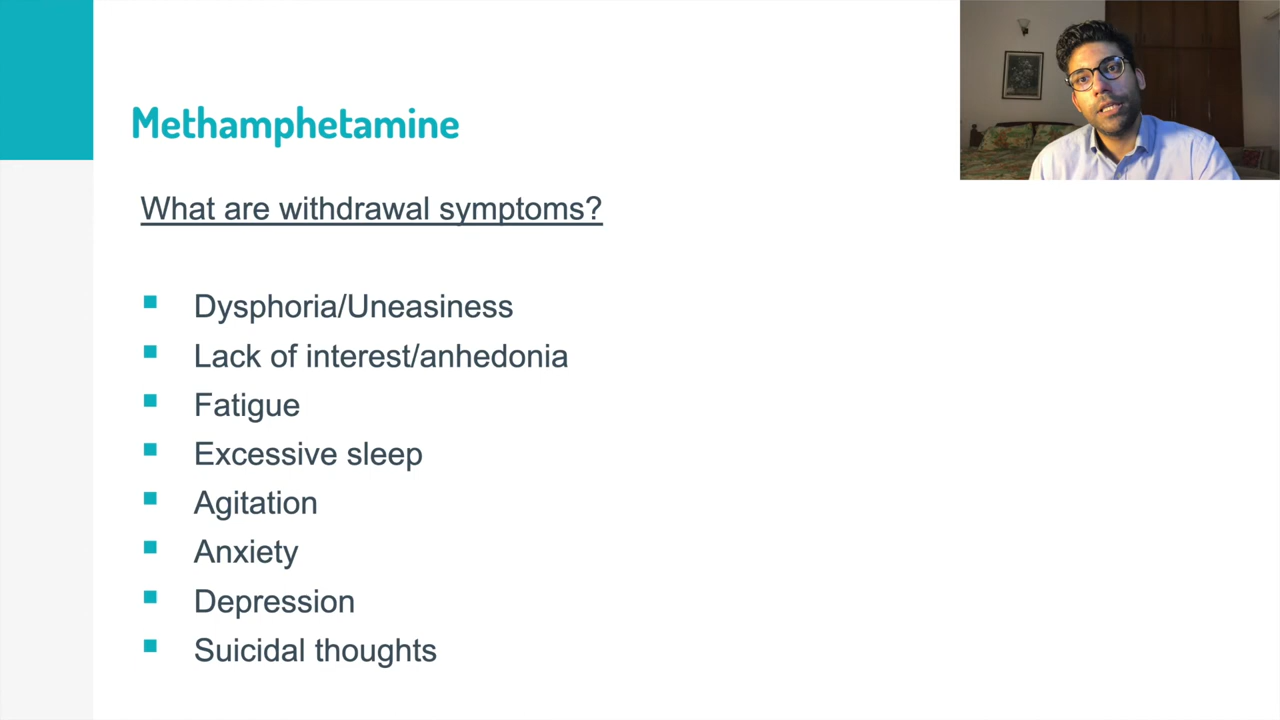 Methamphetamine
What are withdrawal symptoms?
Dysphoria/Uneasiness
Lack of interest/anhedonia
Fatigue
Excessive sleep
Agitation
Anxiety
Depression
Suicidal thoughts